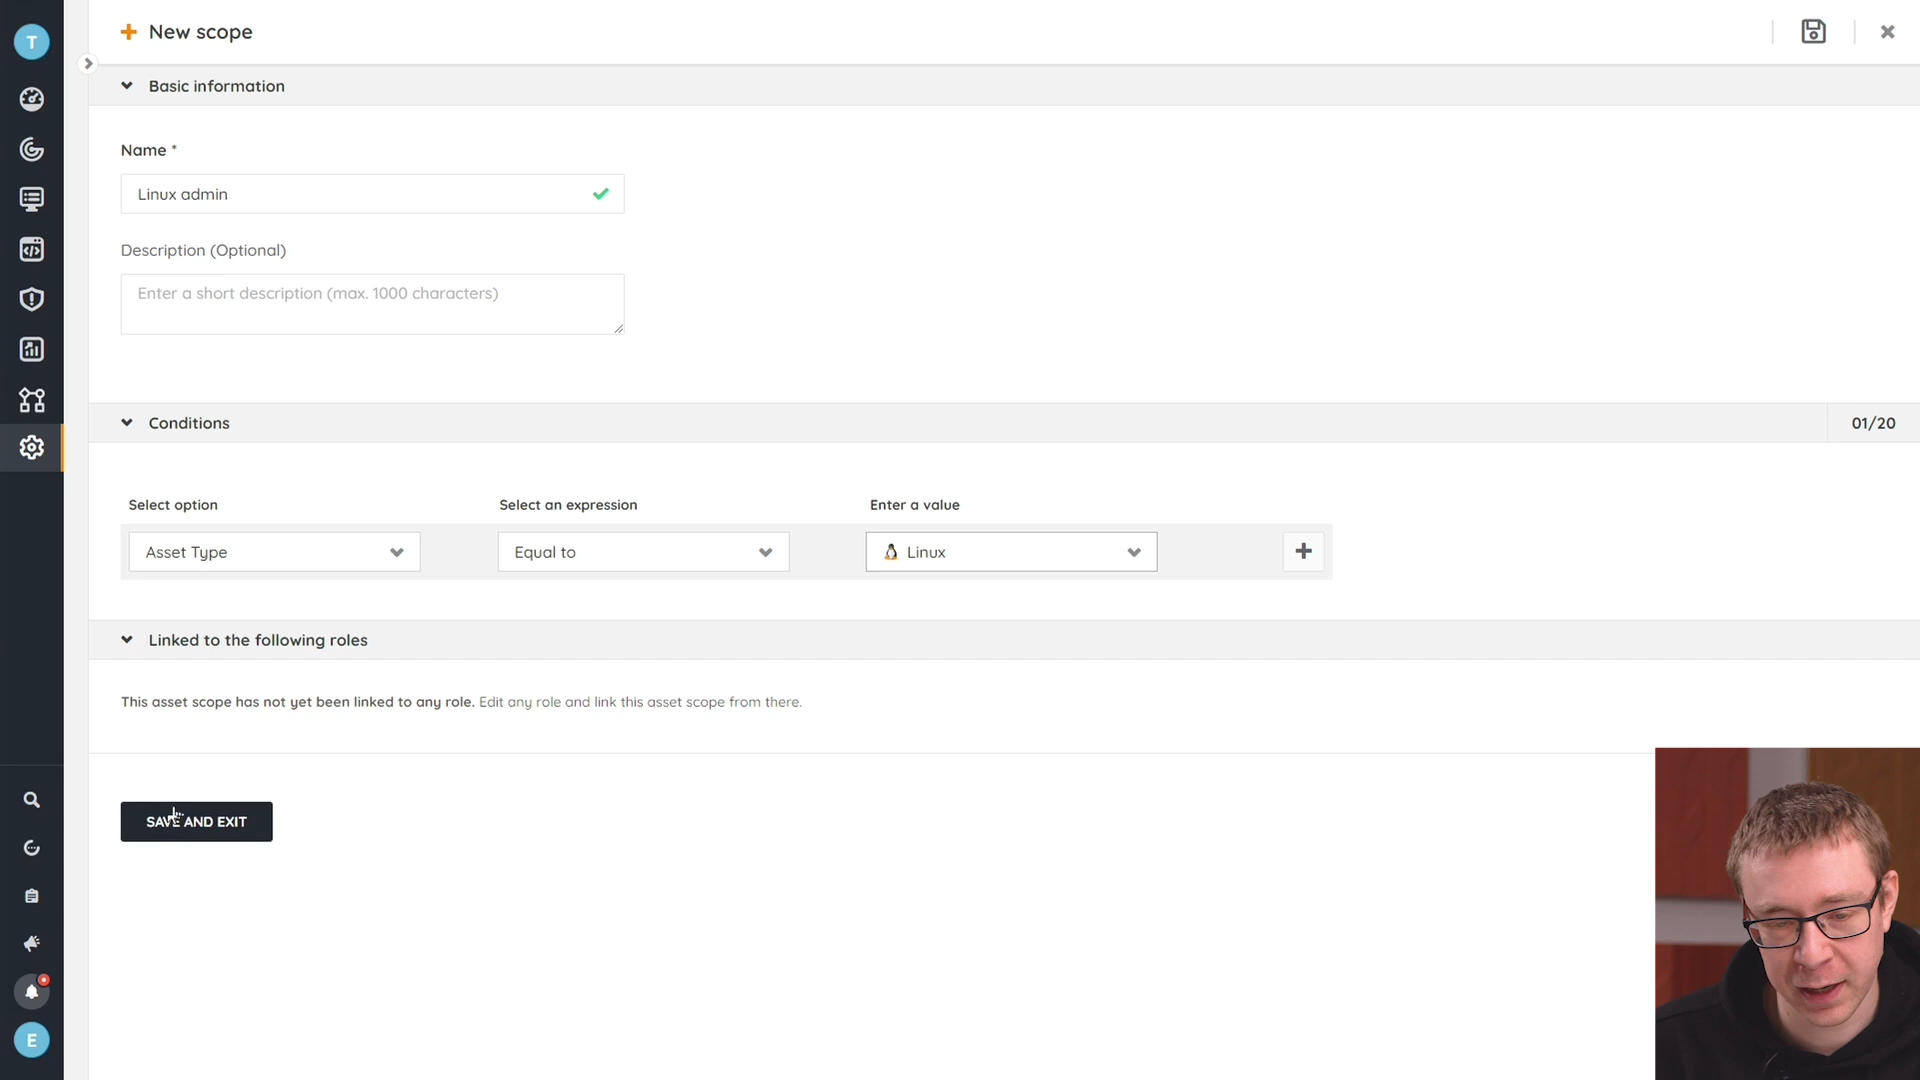 T
New scope
Basic information
Name *
Linux admin
Description (Optional)
Enter a short description (max. 1000 characters)
Conditions
01/20
Select option
Select an expression
Enter a value
Asset Type
Equal to
Linux
Linked to the following roles
This asset scope has not yet been linked to any role. Edit any role and link this asset scope from there.
SAVE AND EXIT
E